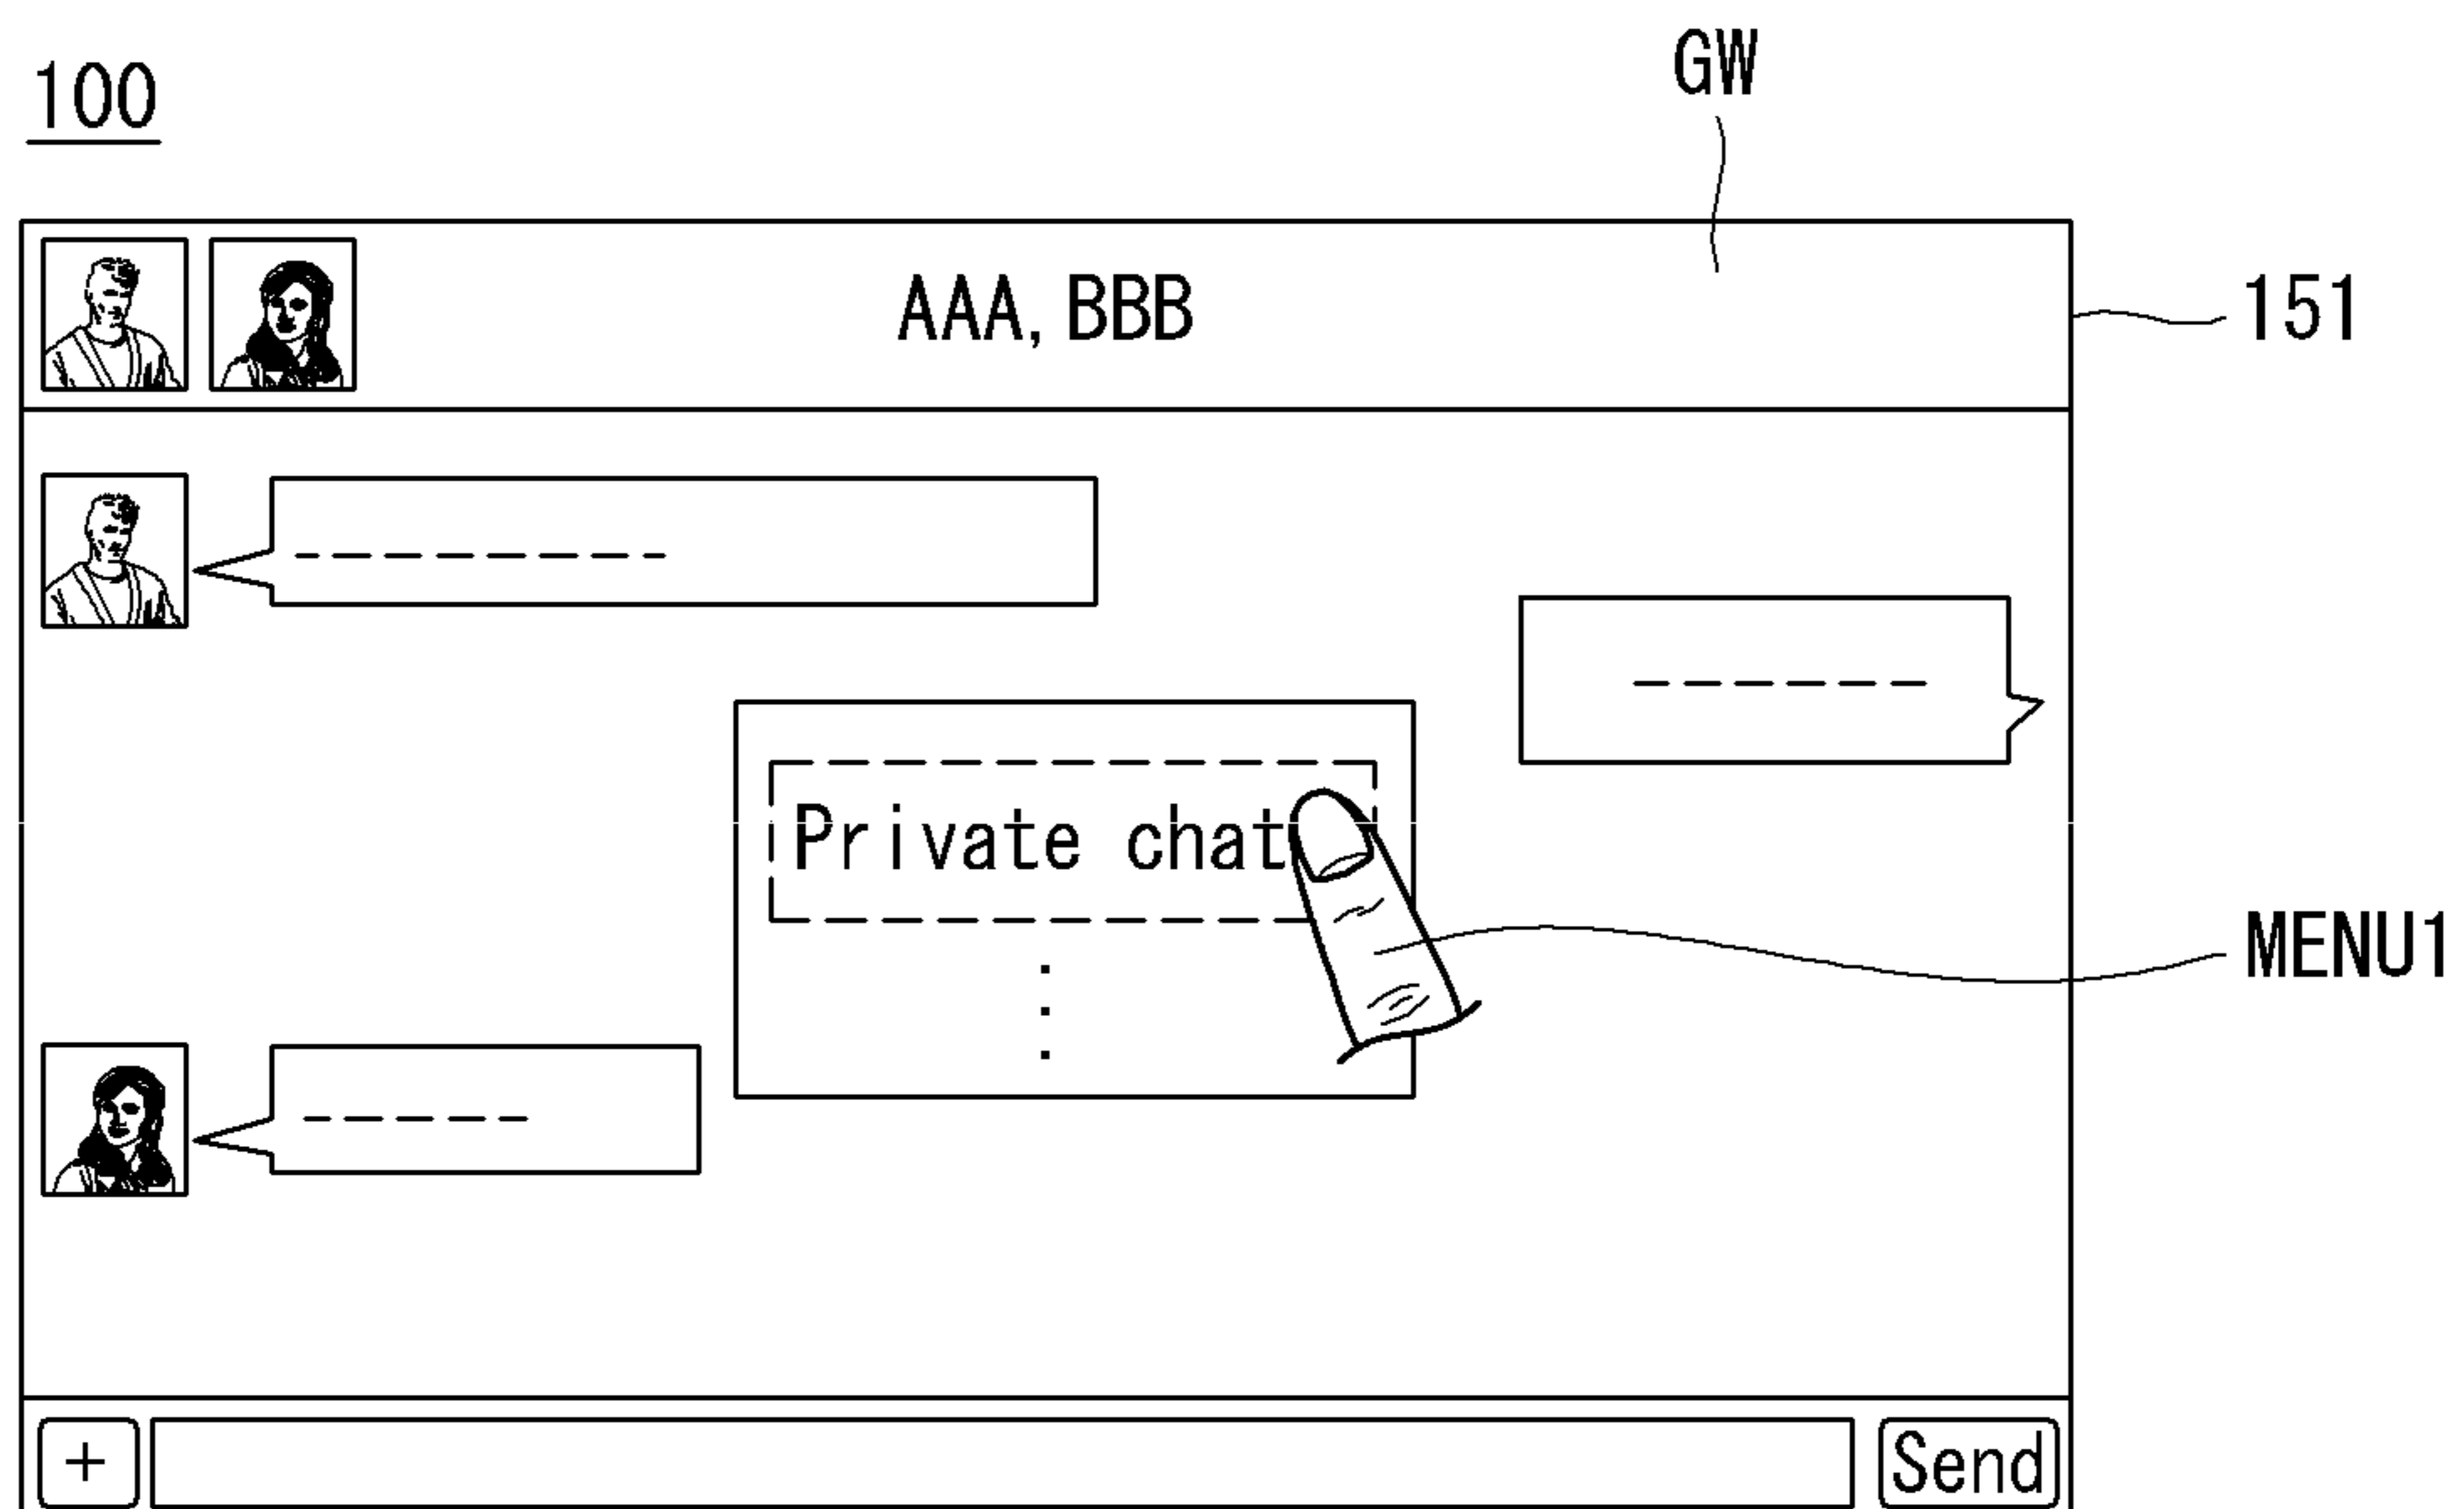 GW
100
AAA, BBB
151
Private chat
MENU1
+
Send